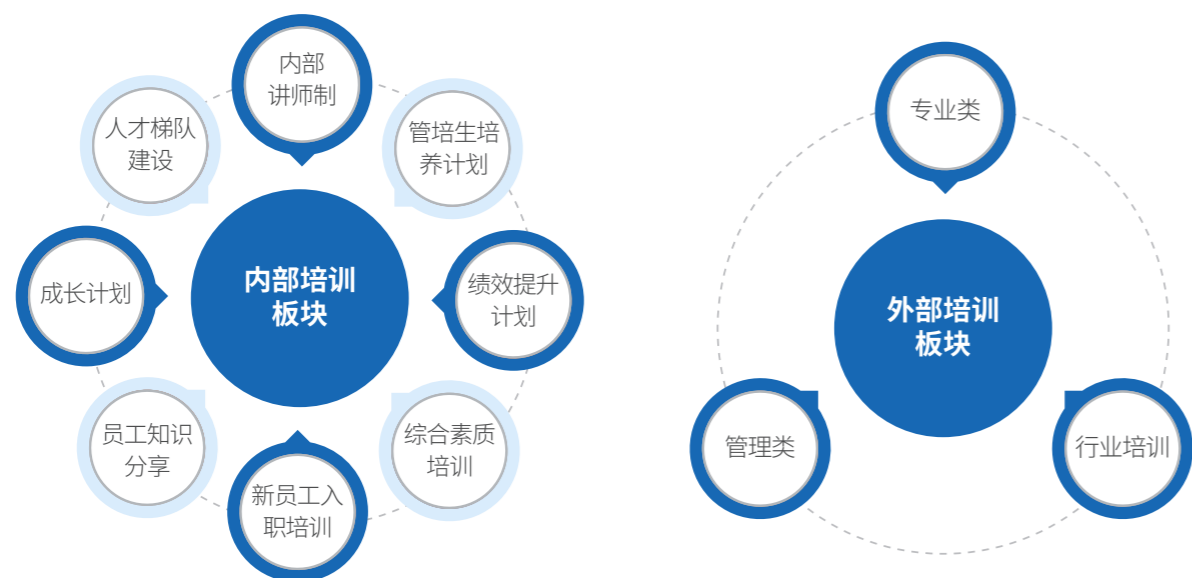 内部
讲师制
管培生培
养计划
绩效提升
计划
综合素质
培训
新员工入
职培训
员工知识
分享
成长计划
人才梯队
建设
内部培训
板块
专业类
行业培训
管理类
外部培训
板块